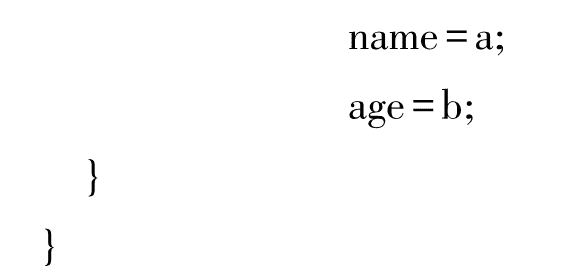 name=a;
age=b;
}
}